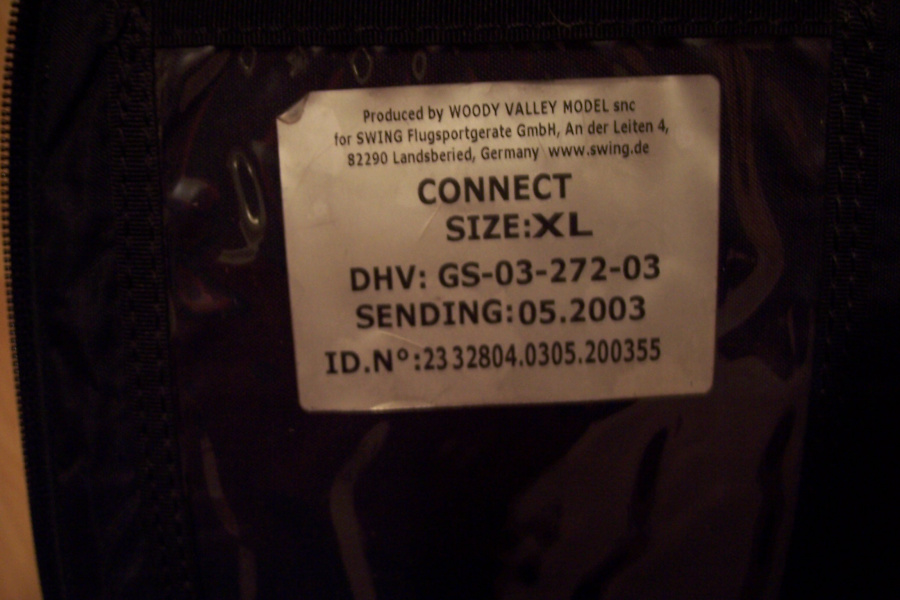 Produced by WOODY VALLEY MODEL snc
for SWING Flugsportgerate GmbH, An der Leiten 4,
82290 Landsberied, Germany www.swing.de
CONNECT
SIZE:XL
DHV: GS-03-272-03
SENDING:05.2003
ID.Nº:2332804.0305.200355